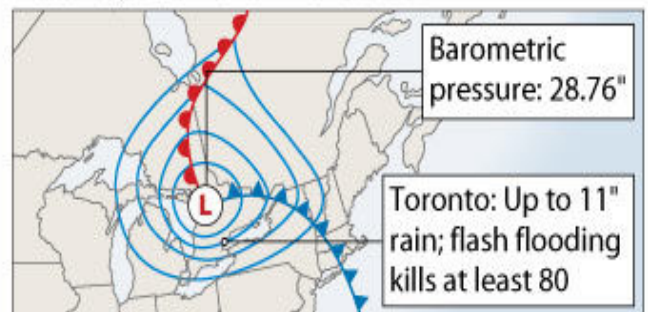 Barometric
pressure: 28.76"
L
Toronto: Up to 11"
rain; flash flooding
kills at least 80